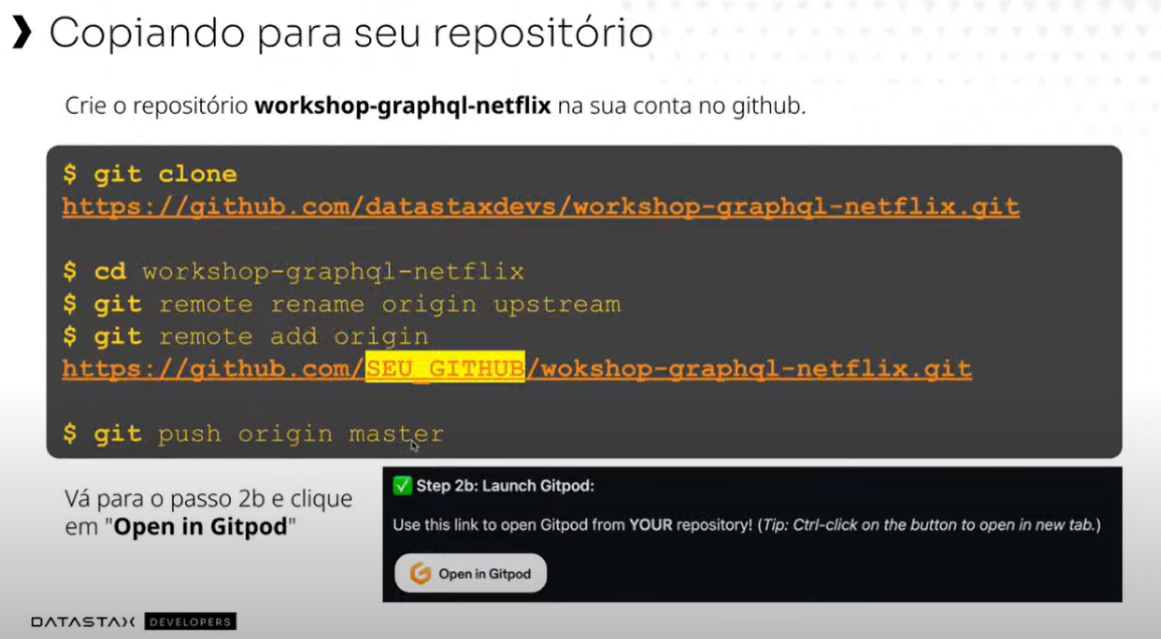 ❯ Copiando para seu repositório
Crie o repositório workshop-graphql-netflix na sua conta no github.
$ git clone
https://github.com/datastaxdevs/workshop-graphql-netflix.git
$ cd workshop-graphql-netflix
$ git remote rename origin upstream
$ git remote add origin
https://github.com/SEU_GITHUB/wokshop-graphql-netflix.git
$ git push origin master
Vá para o passo 2b e clique
em "Open in Gitpod"
✅ Step 2b: Launch Gitpod:
Use this link to open Gitpod from YOUR repository! (Tip: Ctrl-click on the button to open in new tab.)
Open in Gitpod
DATASTAX DEVELOPERS